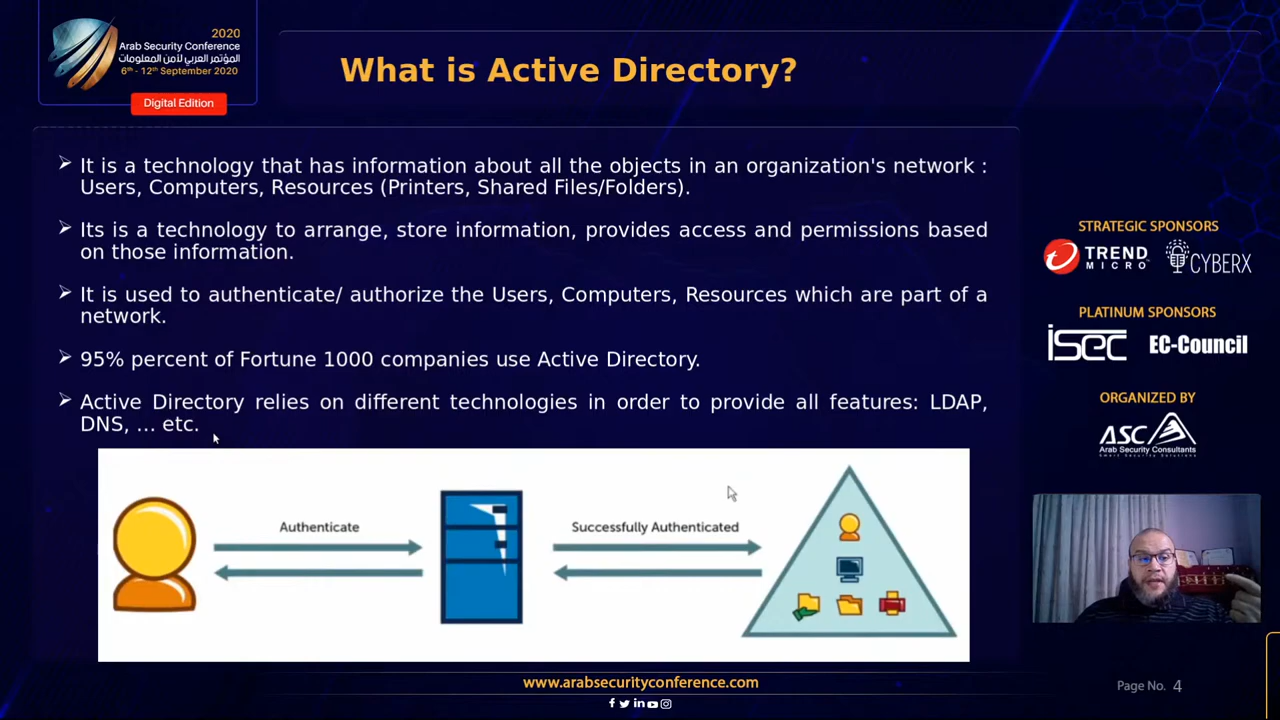 2020
Arab Security Conference
المؤتمر العربي لأمن المعلومات
6th - 12th September 2020
Digital Edition
What is Active Directory?
It is a technology that has information about all the objects in an organization's network :
Users, Computers, Resources (Printers, Shared Files/Folders).
Its is a technology to arrange, store information, provides access and permissions based
on those information.
It is used to authenticate/ authorize the Users, Computers, Resources which are part of a
network.
95% percent of Fortune 1000 companies use Active Directory.
Active Directory relies on different technologies in order to provide all features: LDAP,
DNS, ... etc.
Authenticate
Successfully Authenticated
STRATEGIC SPONSORS
TREND
MICRO
CYBERX
PLATINUM SPONSORS
isec
EC-Council
ORGANIZED BY
ASC
Arab Security Consultants
Smart Security Solutions
www.arabsecurityconference.com
Page No. 4